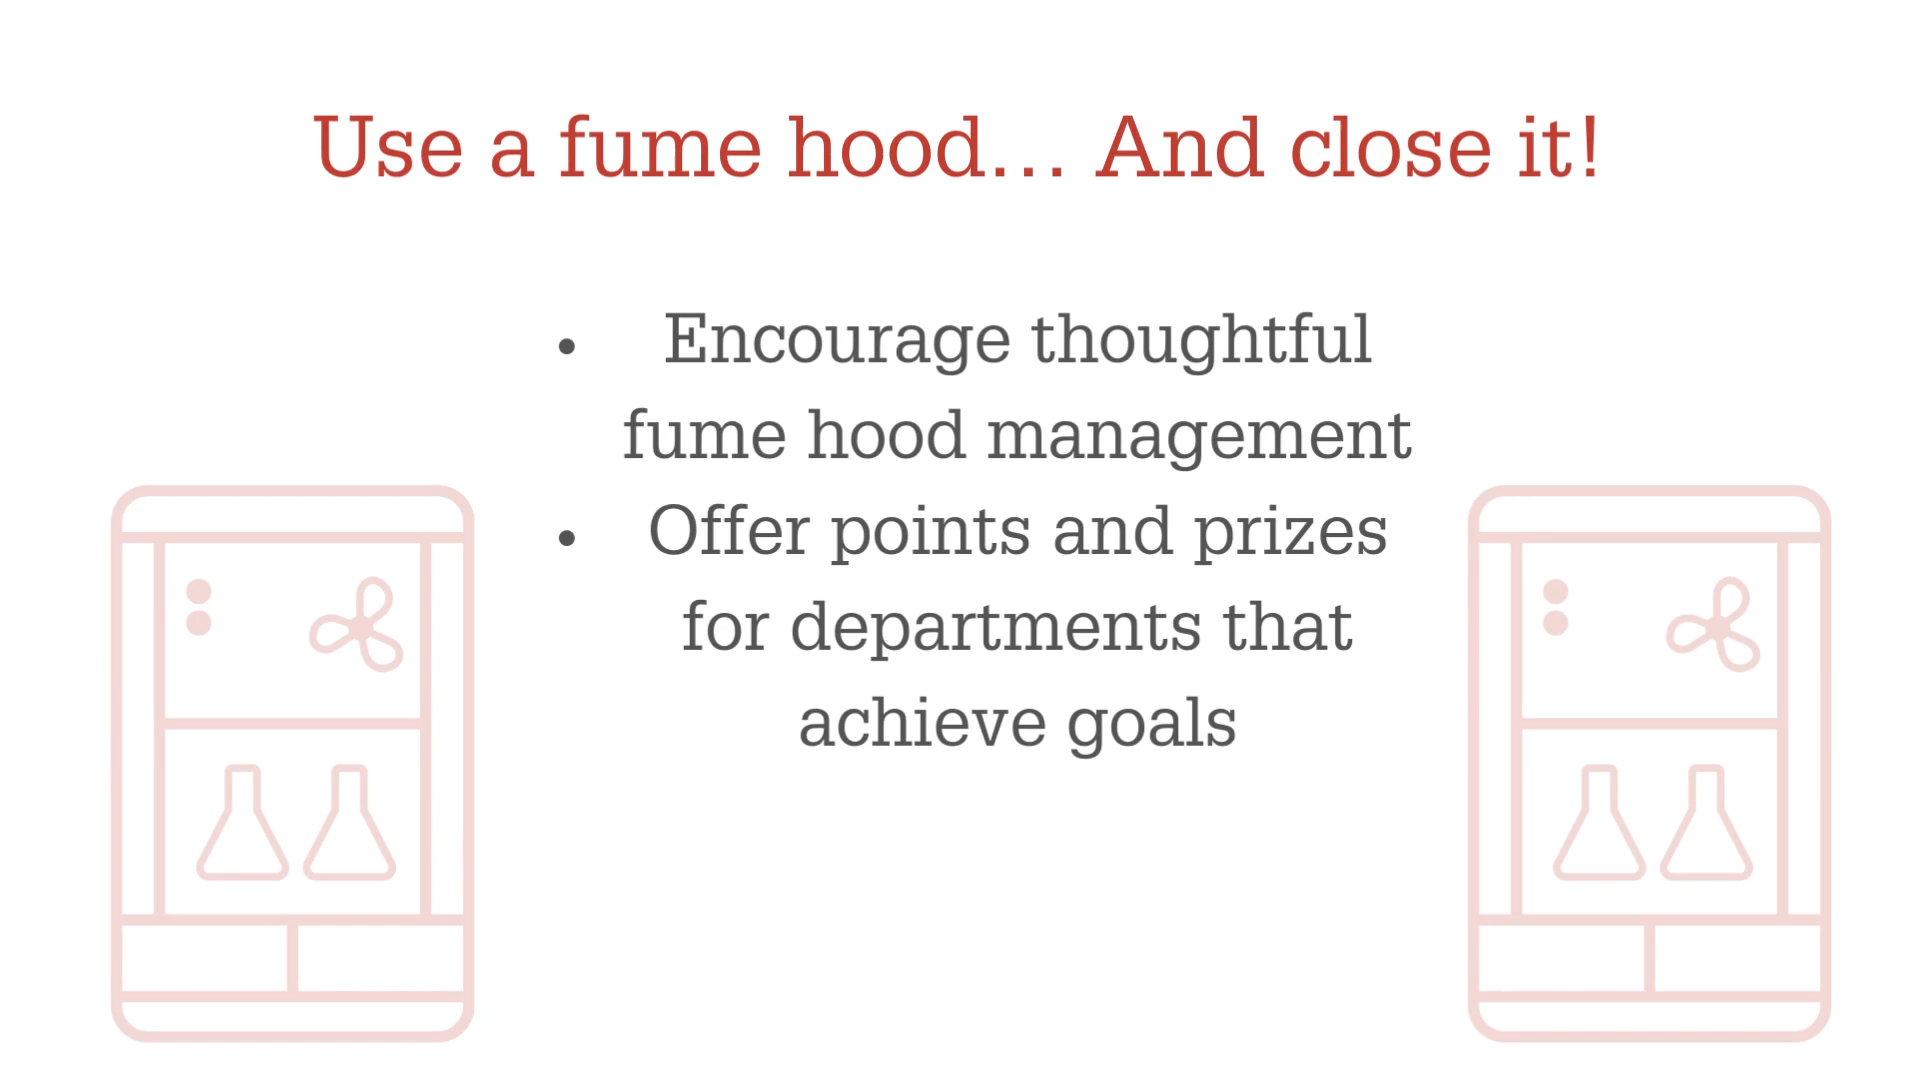 Use a fume hood... And close it!
• Encourage thoughtful
fume hood management
• Offer points and prizes
for departments that
achieve goals